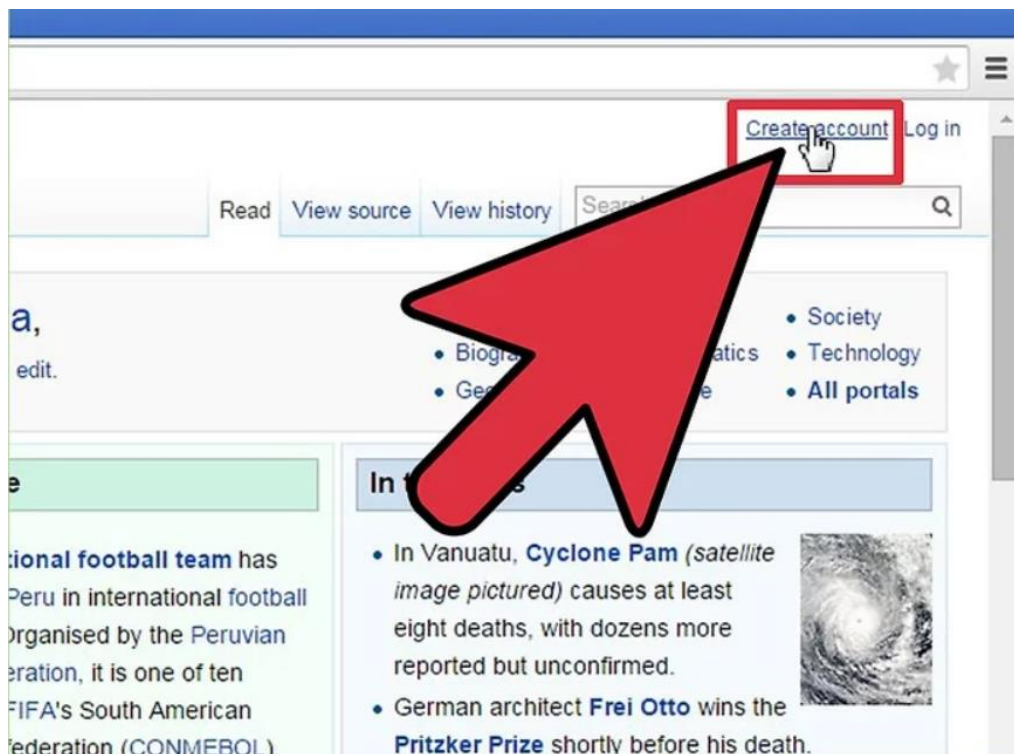 Create account Log in
Read View source View history
a,
edit.
Society
Technology
All portals
e
In
tional football team has
Peru in international football
Organised by the Peruvian
eration, it is one of ten
FIFA's South American
federation (CONMEBOL)
In Vanuatu, Cyclone Pam (satellite
image pictured) causes at least
eight deaths, with dozens more
reported but unconfirmed.
German architect Frei Otto wins the
Pritzker Prize shortly before his death.